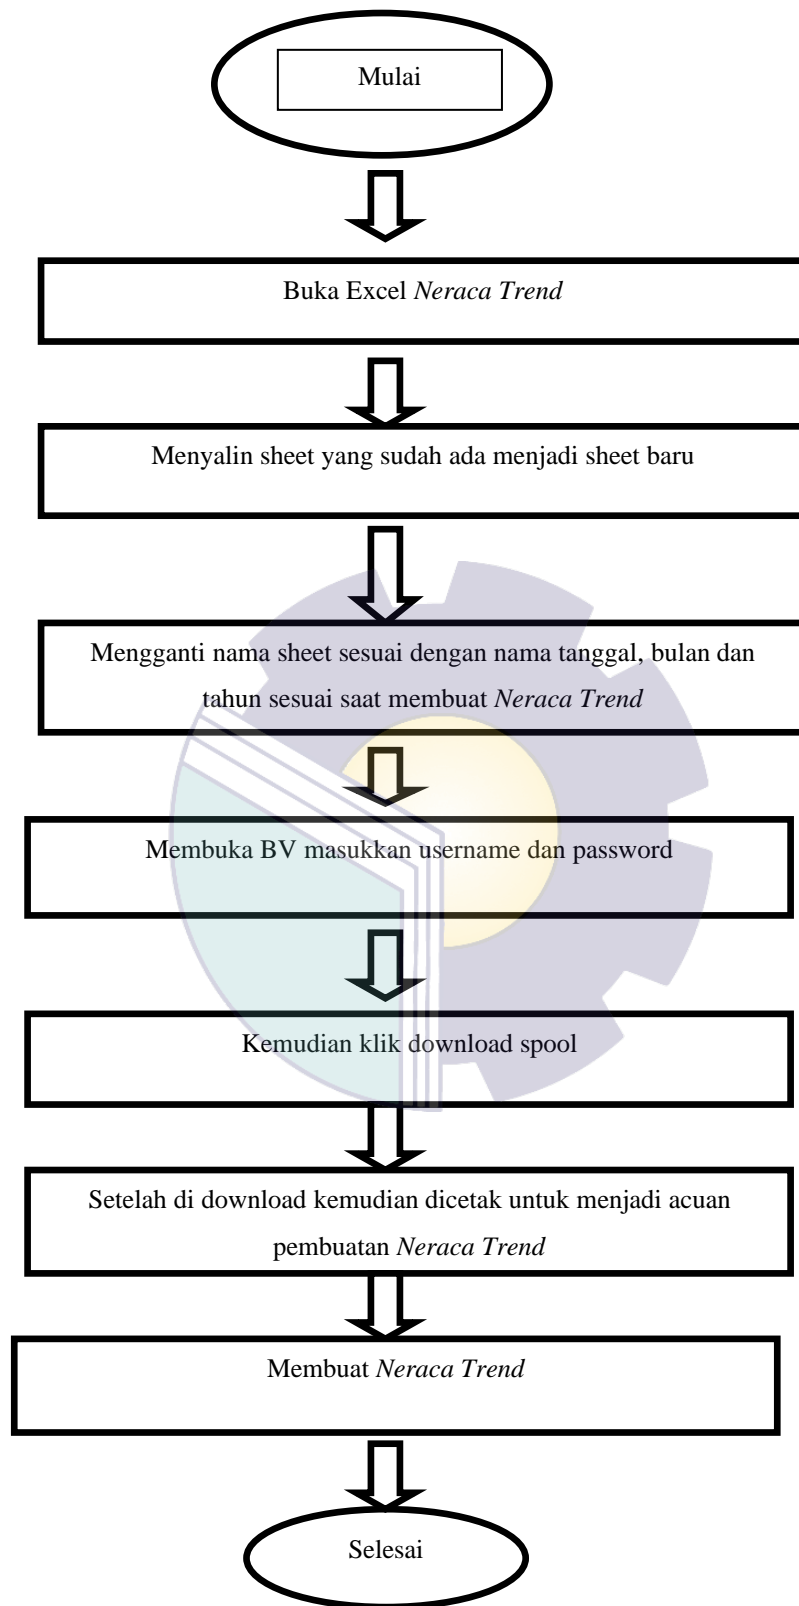 Mulai
Buka Excel Neraca Trend
Menyalin sheet yang sudah ada menjadi sheet baru
Mengganti nama sheet sesuai dengan nama tanggal, bulan dan
tahun sesuai saat membuat Neraca Trend
Membuka BV masukkan username dan password
Kemudian klik download spool
Setelah di download kemudian dicetak untuk menjadi acuan
pembuatan Neraca Trend
Membuat Neraca Trend
Selesai